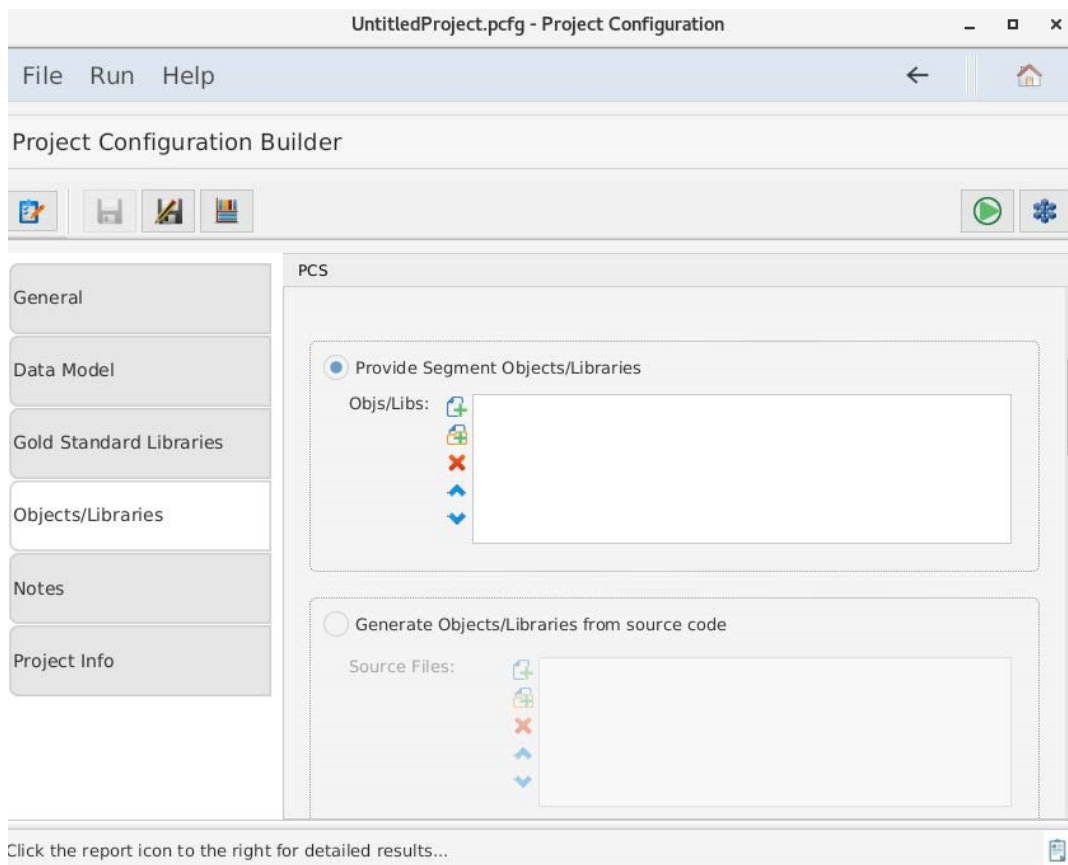 UntitledProject.pcfg - Project Configuration
File Run Help
Project Configuration Builder
PCS
General
Data Model
Gold Standard Libraries
Objects/Libraries
Notes
Project Info
Provide Segment Objects/Libraries
Objs/Libs:
Generate Objects/Libraries from source code
Source Files:
Click the report icon to the right for detailed results...